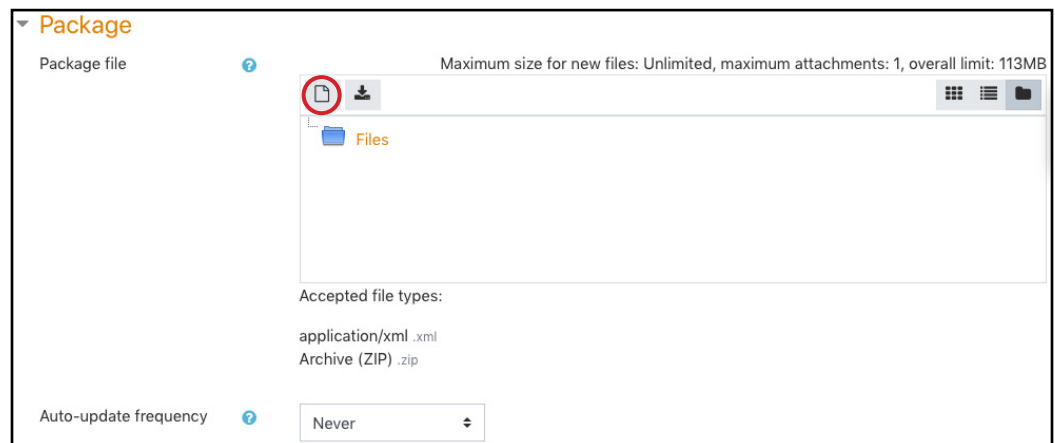 Package
Package file
Maximum size for new files: Unlimited, maximum attachments: 1, overall limit: 113MB
Files
Accepted file types:
application/xml .xml
Archive (ZIP) .zip
Auto-update frequency
Never